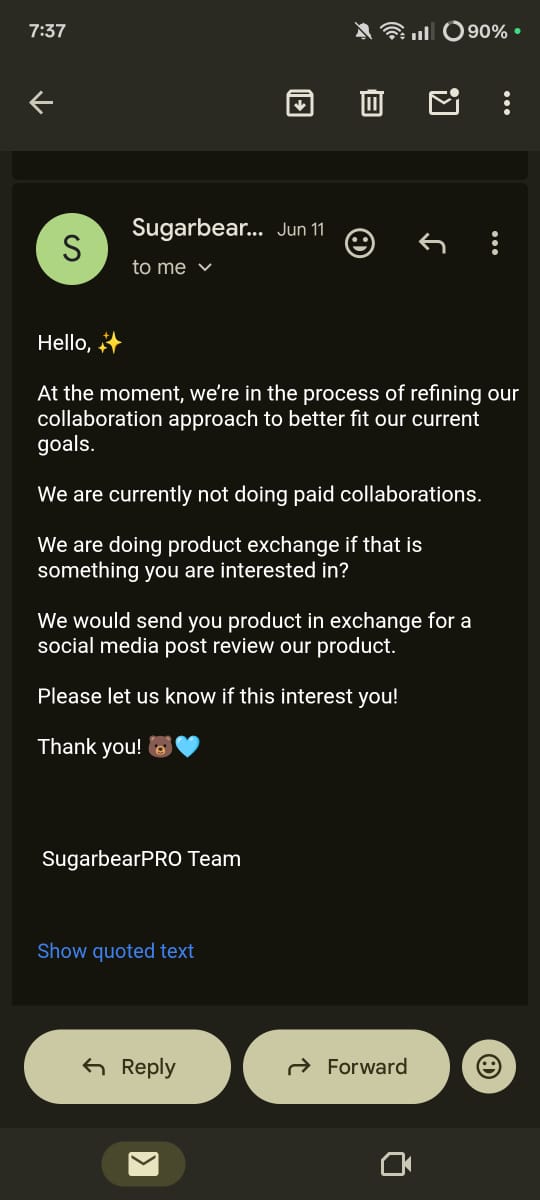 7:37
90%
Sugarbear... Jun 11
S
to me
Hello, ✨
At the moment, we’re in the process of refining our
collaboration approach to better fit our current
goals.
We are currently not doing paid collaborations.
We are doing product exchange if that is
something you are interested in?
We would send you product in exchange for a
social media post review our product.
Please let us know if this interest you!
Thank you! 🐻🩵
SugarbearPRO Team
Show quoted text
Reply
Forward